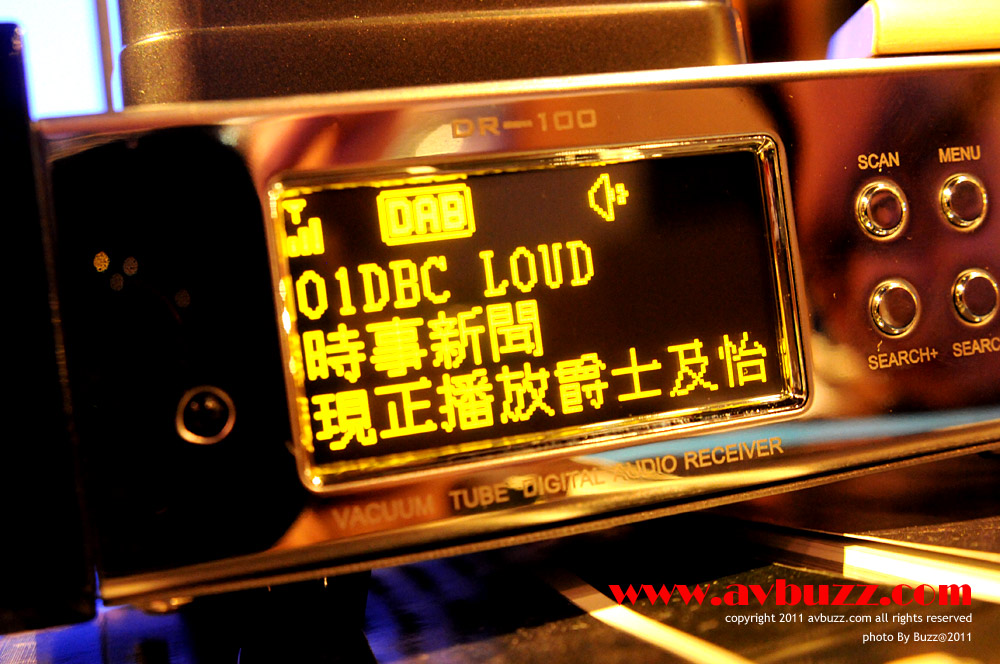 DR-100
DAB
01DBC LOUD
時事新聞
現正播放爵士及怡
SCAN MENU
SEARCH+ SEARC
VACUUM TUBE DIGITAL AUDIO RECEIVER
www.avbuzz.com
copyright 2011 avbuzz.com all rights reserved
photo By Buzz@2011